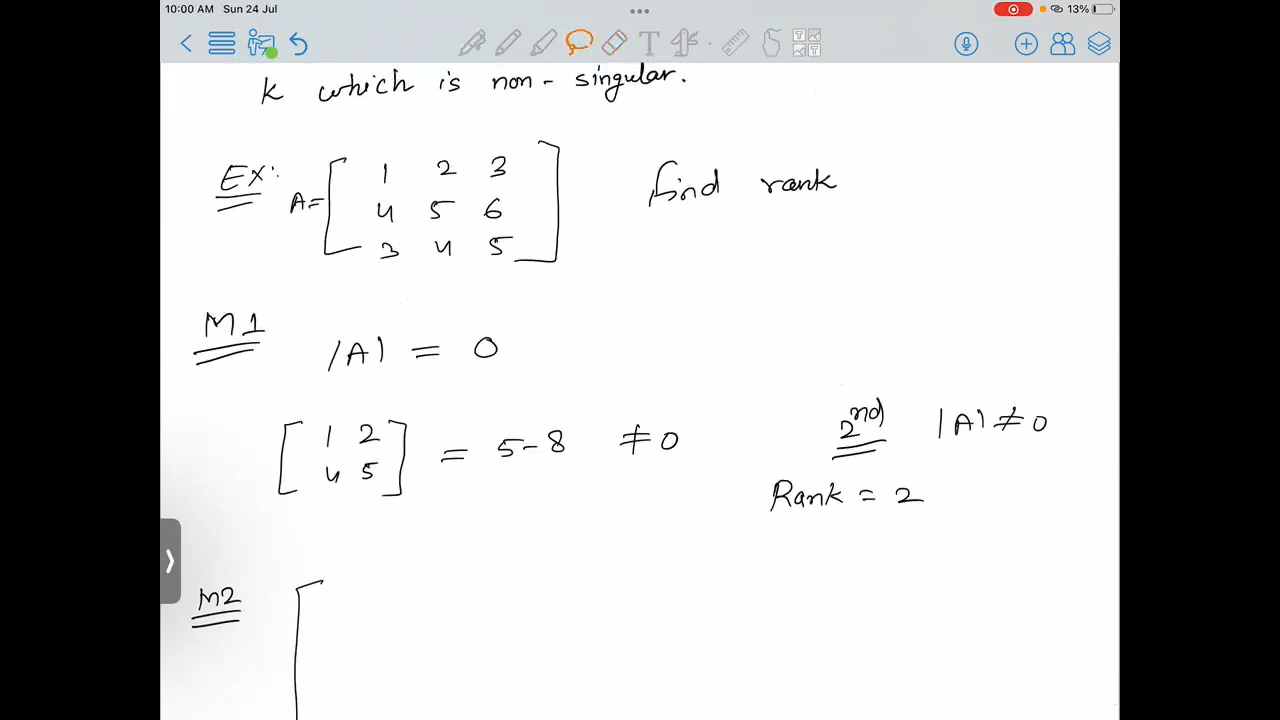 10:00 AM Sun 24 Jul
13%
k which is non-singular.
Ex: A = [ 1 2 3 find rank
4 5 6
3 4 5 ]
M1 |A| = 0
[ 1 2 = 5-8 ≠ 0 2nd |A| ≠ 0
4 5 ]
Rank = 2
M2 [